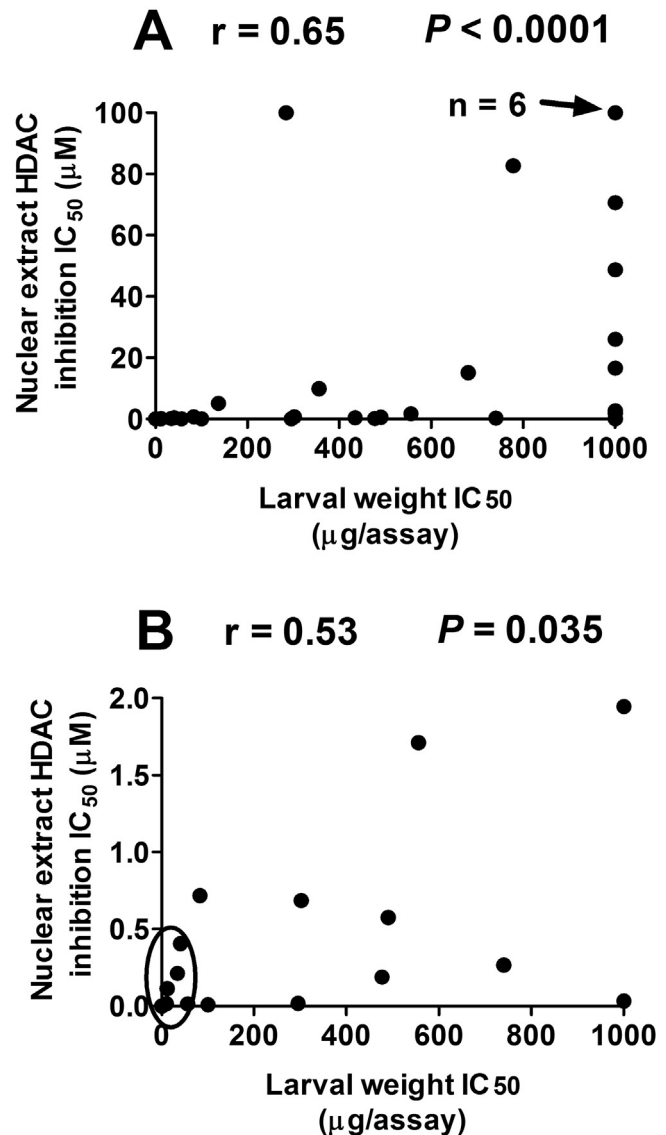 A r = 0.65 P < 0.0001
n = 6
Nuclear extract HDAC
inhibition IC50 (μM)
100
80
60
40
20
0
0 200 400 600 800 1000
Larval weight IC50
(μg/assay)
B r = 0.53 P = 0.035
Nuclear extract HDAC
inhibition IC50 (μM)
2.0
1.5
1.0
0.5
0.0
0 200 400 600 800 1000
Larval weight IC50
(μg/assay)